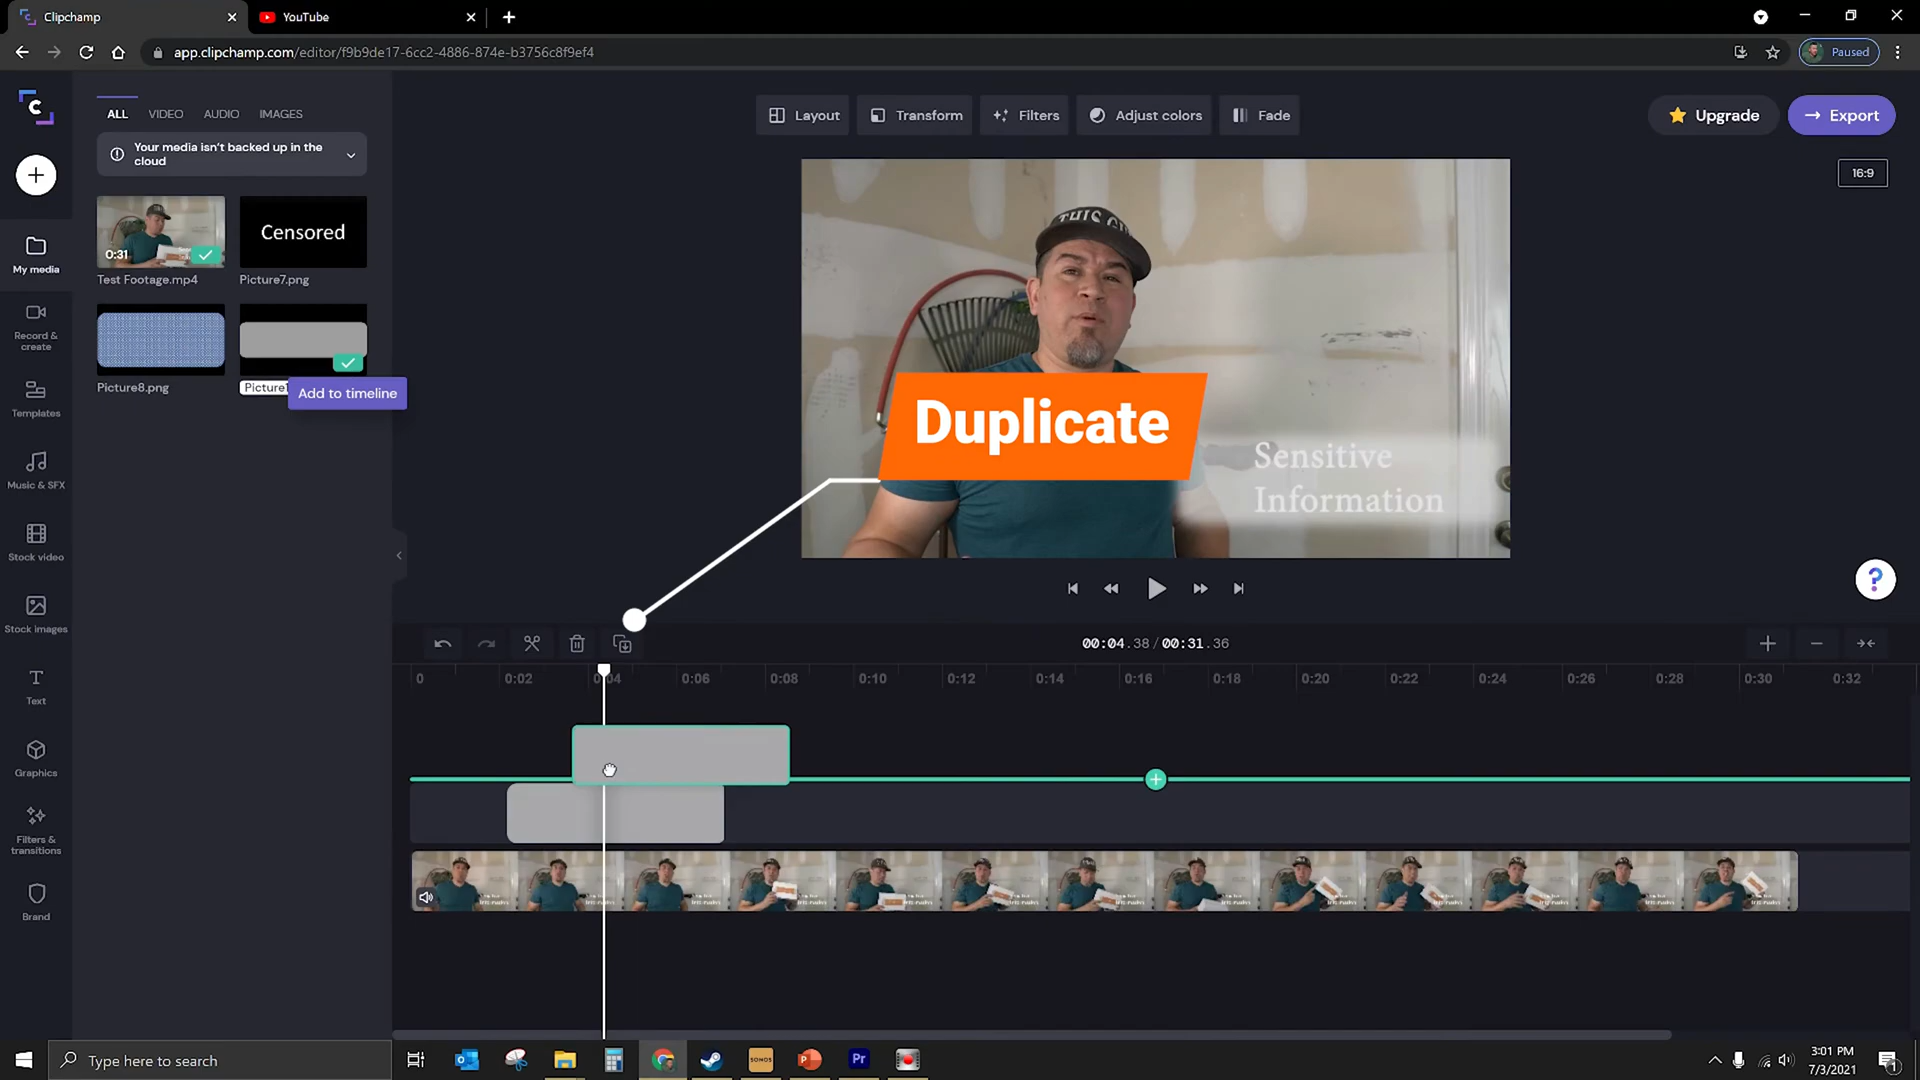 Clipchamp
YouTube
app.clipchamp.com/editor/f9b9de17-6cc2-4886-874e-b3756c8f9ef4
Paused
ALL VIDEO AUDIO IMAGES
Your media isn't backed up in the
cloud
Layout
Transform
Filters
Adjust colors
Fade
Upgrade
Export
16:9
My media
Record &
create
Templates
Music & SFX
Stock video
Stock images
Text
Graphics
Filters &
transitions
Brand
0:31
Test Footage.mp4
Censored
Picture7.png
Picture8.png
Picture
Add to timeline
THIS GU
Duplicate
Sensitive
Information
?
00:04.38 / 00:31.36
0 0:02 0:04 0:06 0:08 0:10 0:12 0:14 0:16 0:18 0:20 0:22 0:24 0:26 0:28 0:30 0:32
Type here to search
SONOS
Pr
3:01 PM
7/3/2021
1